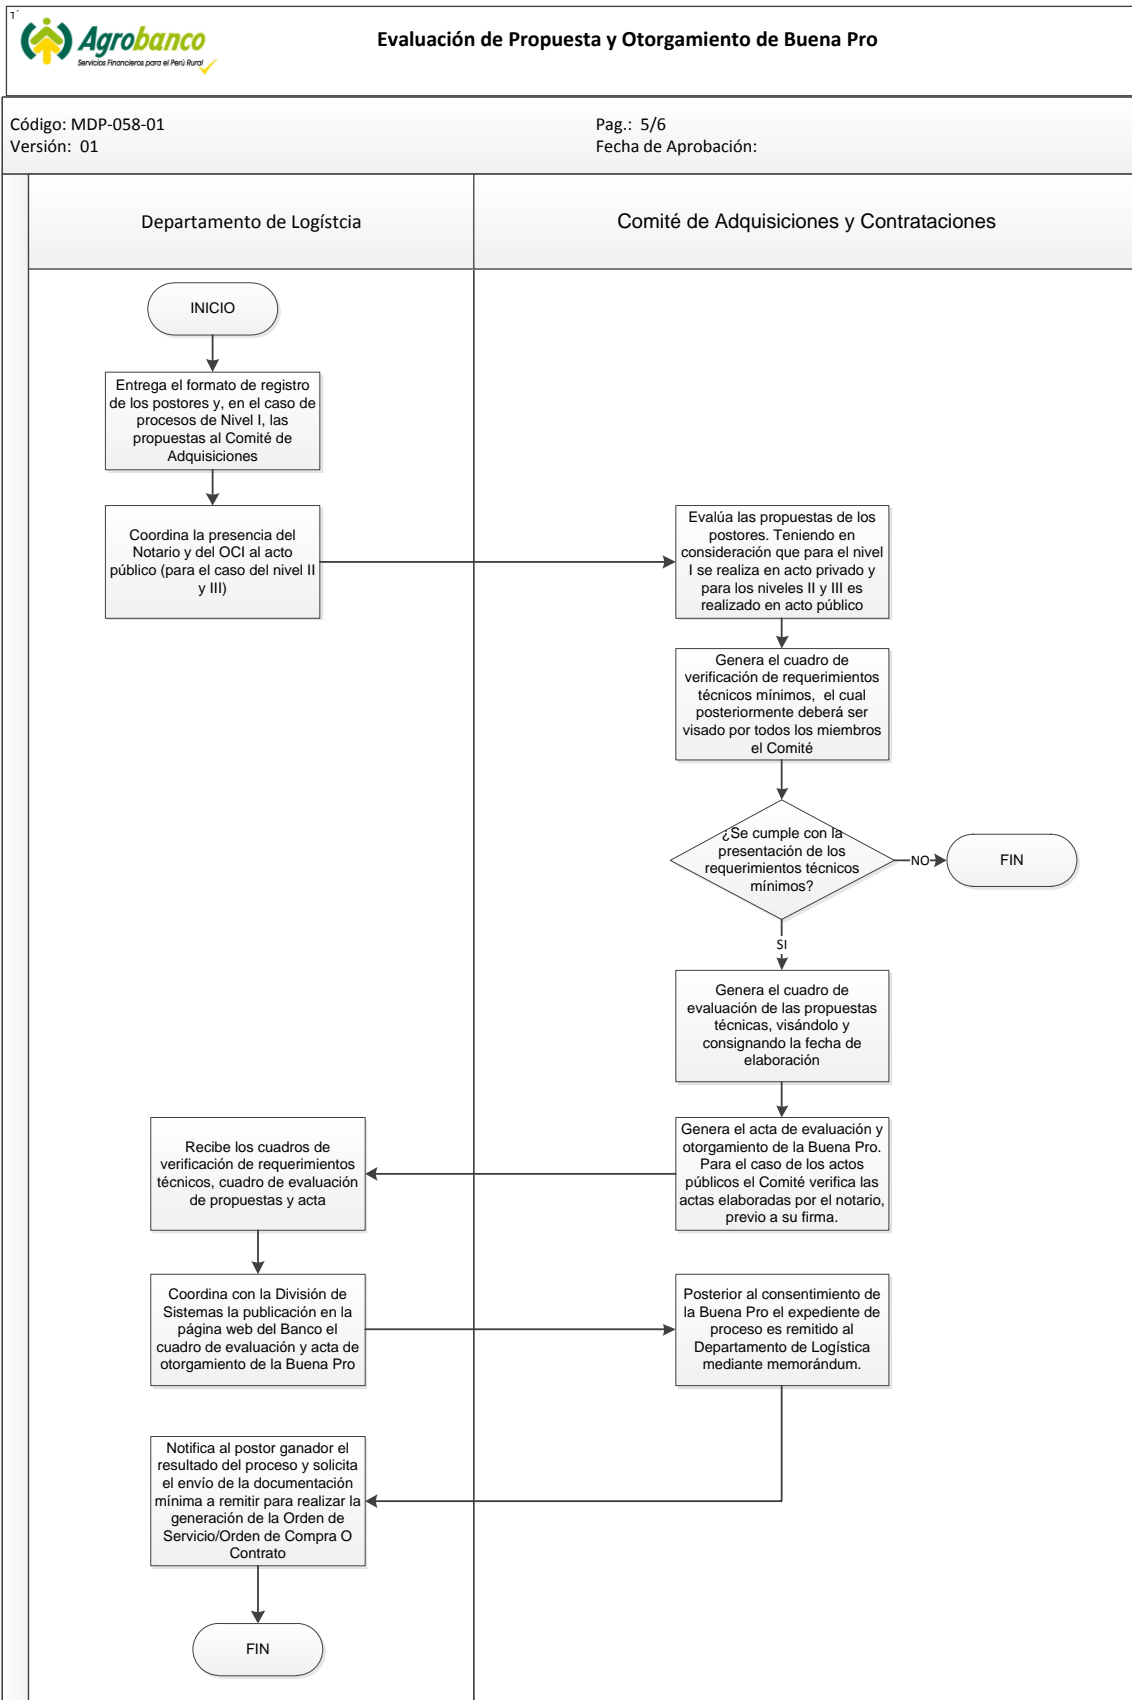 Agrobanco
Servicios Financieros para el Perú Rural
Evaluación de Propuesta y Otorgamiento de Buena Pro
Código: MDP-058-01
Pag.: 5/6
Versión: 01
Fecha de Aprobación:
Departamento de Logístcia
Comité de Adquisiciones y Contrataciones
INICIO
Entrega el formato de registro
de los postores y, en el caso de
procesos de Nivel I, las
propuestas al Comité de
Adquisiciones
Coordina la presencia del
Notario y del OCI al acto
público (para el caso del nivel II
y III)
Evalúa las propuestas de los
postores. Teniendo en
consideración que para el nivel
I se realiza en acto privado y
para los niveles II y III es
realizado en acto público
Genera el cuadro de
verificación de requerimientos
técnicos mínimos, el cual
posteriormente deberá ser
visado por todos los miembros
el Comité
¿Se cumple con la
presentación de los
requerimientos técnicos
mínimos?
NO
FIN
SI
Genera el cuadro de
evaluación de las propuestas
técnicas, visándolo y
consignando la fecha de
elaboración
Genera el acta de evaluación y
otorgamiento de la Buena Pro.
Para el caso de los actos
públicos el Comité verifica las
actas elaboradas por el notario,
previo a su firma.
Recibe los cuadros de
verificación de requerimientos
técnicos, cuadro de evaluación
de propuestas y acta
Coordina con la División de
Sistemas la publicación en la
página web del Banco el
cuadro de evaluación y acta de
otorgamiento de la Buena Pro
Posterior al consentimiento de
la Buena Pro el expediente de
proceso es remitido al
Departamento de Logística
mediante memorándum.
Notifica al postor ganador el
resultado del proceso y solicita
el envío de la documentación
mínima a remitir para realizar la
generación de la Orden de
Servicio/Orden de Compra O
Contrato
FIN